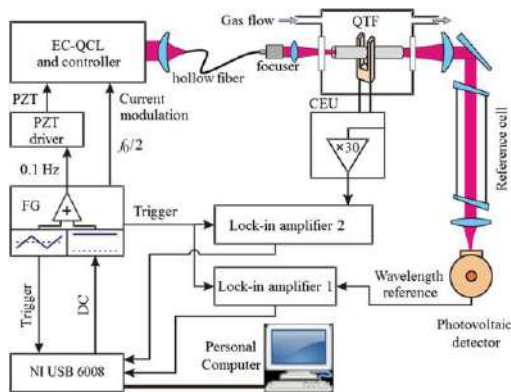 Gas flow
QTF
EC-QCL
and controller
hollow fiber
focuser
PZT
Current
modulation
CEU
PZT
driver
f0/2
×30
Reference cell
0.1 Hz
FG
+
Trigger
Lock-in amplifier 2
Wavelength
reference
Lock-in amplifier 1
Trigger
DC
Photovoltaic
detector
Personal
Computer
NI USB 6008